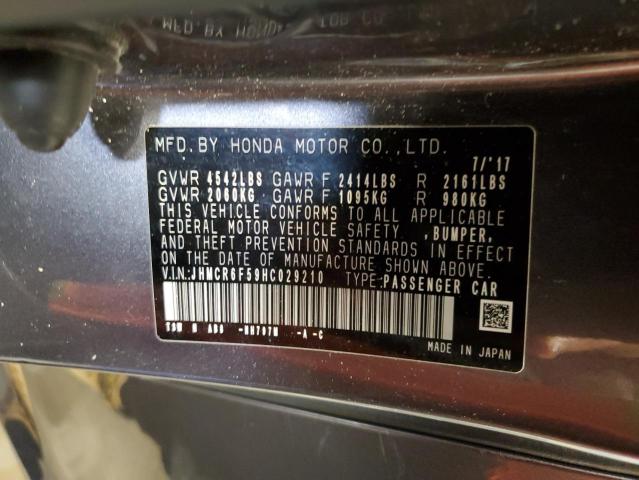 MFD. BY HONDA MOTOR CO., LTD.
7/'17
GVWR 4542LBS GAWR F 2414LBS R 2161LBS
GVWR 2060KG GAWR F 1095KG R 980KG
THIS VEHICLE CONFORMS TO ALL APPLICABLE
FEDERAL MOTOR VEHICLE SAFETY, BUMPER,
AND THEFT PREVENTION STANDARDS IN EFFECT
ON THE DATE OF MANUFACTURE SHOWN ABOVE.
V.I.N: JHMCR6F59HC029210 TYPE: PASSENGER CAR
-A -C
MADE IN JAPAN